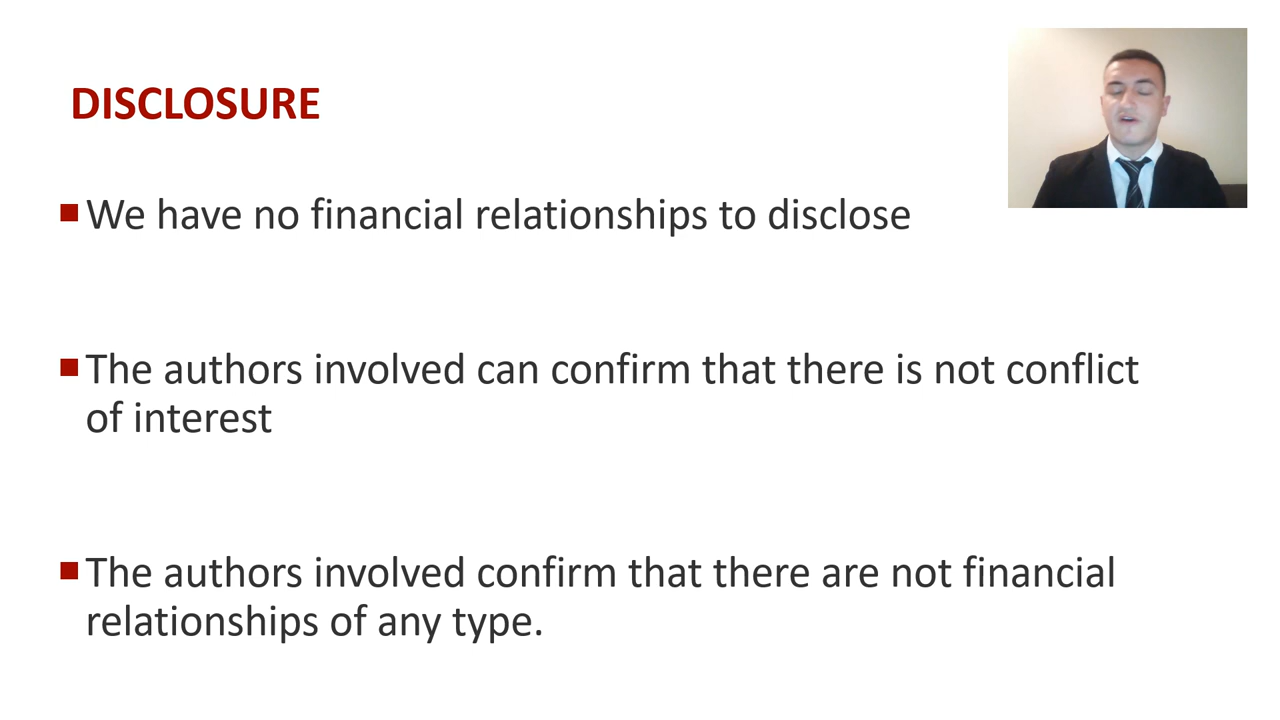 DISCLOSURE
We have no financial relationships to disclose
The authors involved can confirm that there is not conflict
of interest
The authors involved confirm that there are not financial
relationships of any type.